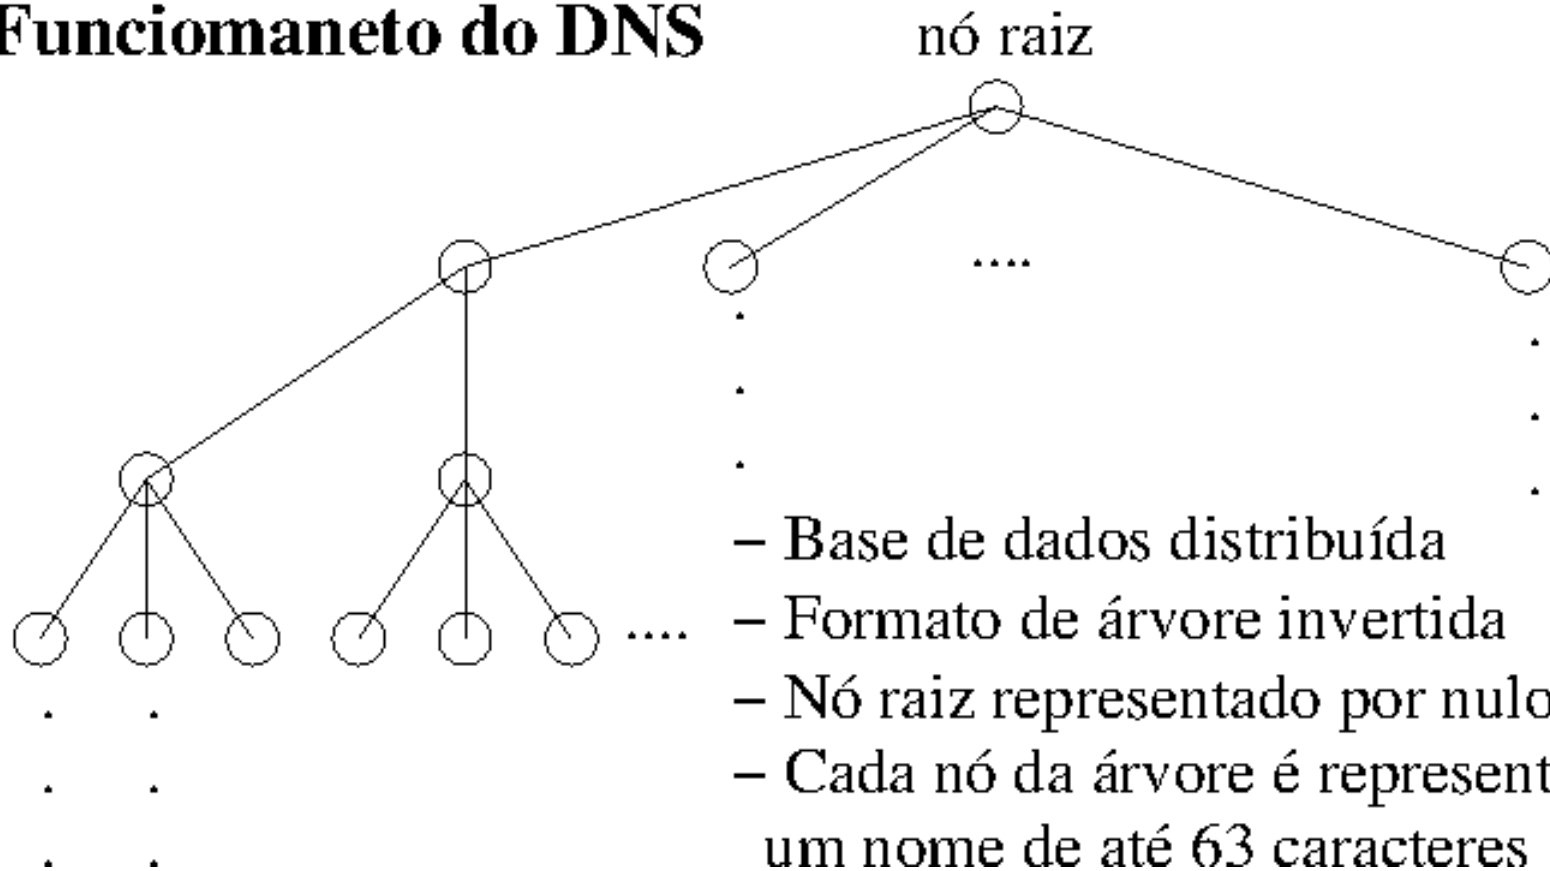 Funciomaneto do DNS
nó raiz
....
....
– Base de dados distribuída
– Formato de árvore invertida
– Nó raiz representado por nulo
– Cada nó da árvore é represent
um nome de até 63 caracteres